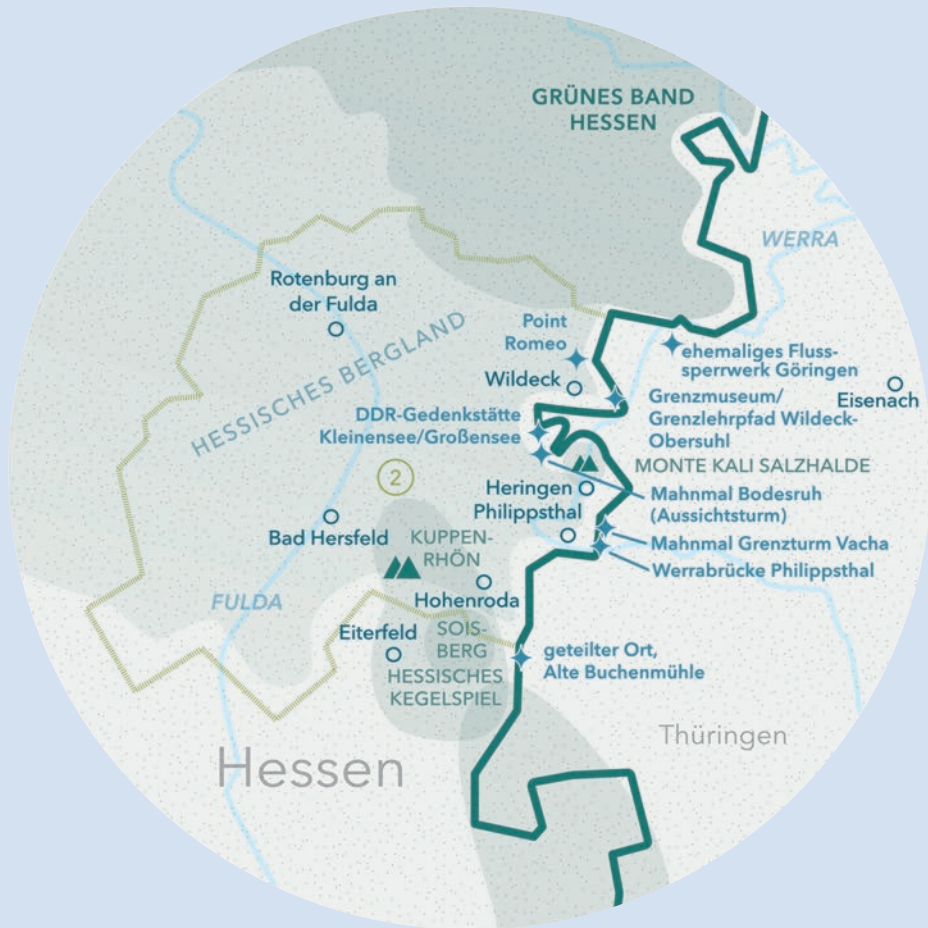 GRÜNES BAND
HESSEN
WERRA
Rotenburg an
der Fulda
HESSISCHES BERGLAND
Point
Romeo
ehemaliges Fluss-
sperrwerk Göringen
Wildeck
Eisenach
Grenzmuseum/
Grenzlehrpfad Wildeck-
Obersuhl
DDR-Gedenkstätte
Kleinensee/Großensee
MONTE KALI SALZHALDE
2
Heringen
Mahnmal Bodesruh
(Aussichtsturm)
Philippsthal
Bad Hersfeld
KUPPEN-
RHÖN
Mahnmal Grenzturm Vacha
Werrabrücke Philippsthal
Hohenroda
FULDA
Eiterfeld
SOIS-
BERG
geteilter Ort,
Alte Buchenmühle
HESSISCHES
KEGELSPIEL
Thüringen
Hessen